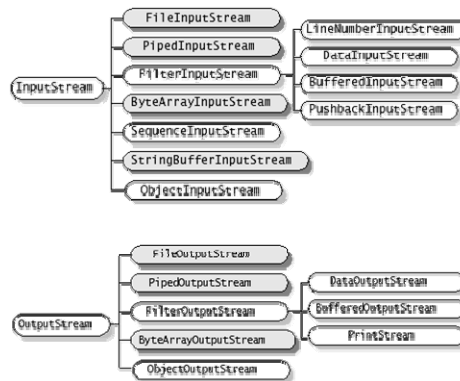 InputStream
FileInputStream
PipedInputStream
FilterInputStream
ByteArrayInputStream
SequenceInputStream
StringBufferInputStream
ObjectInputStream
LineNumberInputStream
DataInputStream
BufferedInputStream
PushbackInputStream
OutputStream
FileOutputStream
PipedOutputStream
FilterOutputStream
ByteArrayOutputStream
ObjectOutputStream
DataOutputStream
BufferedOutputStream
PrintStream